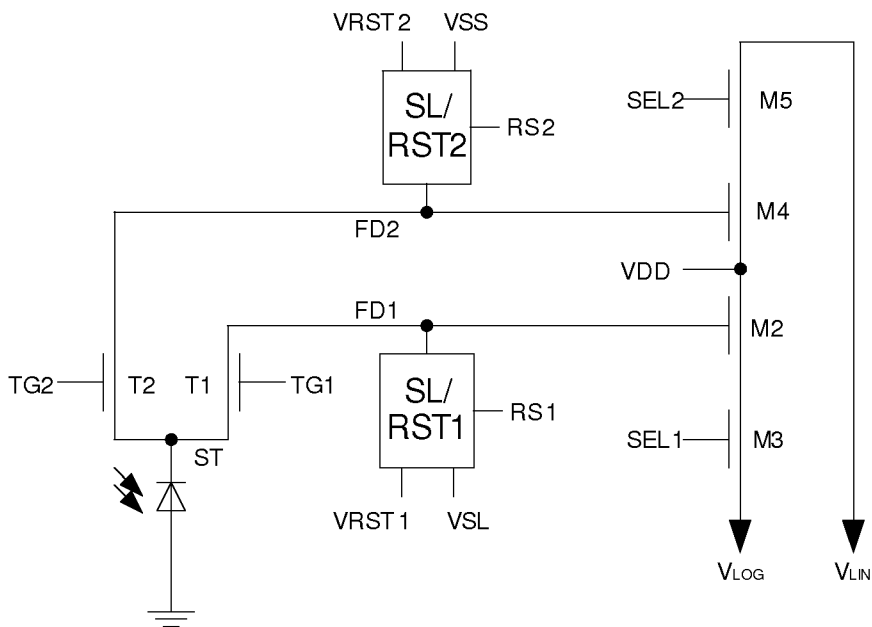 VRST2 VSS
SL/
RST2
RS2
SEL2
M5
FD2
M4
VDD
FD1
M2
TG2
T2
T1
TG1
SL/
RST1
RS1
SEL1
M3
ST
VRST1 VSL
VLOG
VLIN